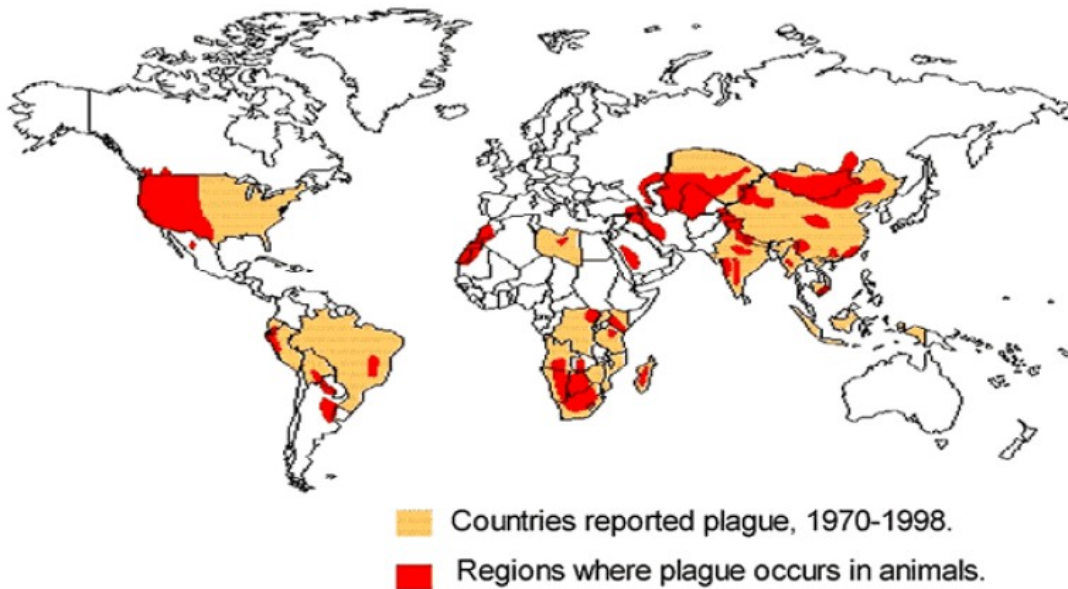 Countries reported plague, 1970-1998.
Regions where plague occurs in animals.